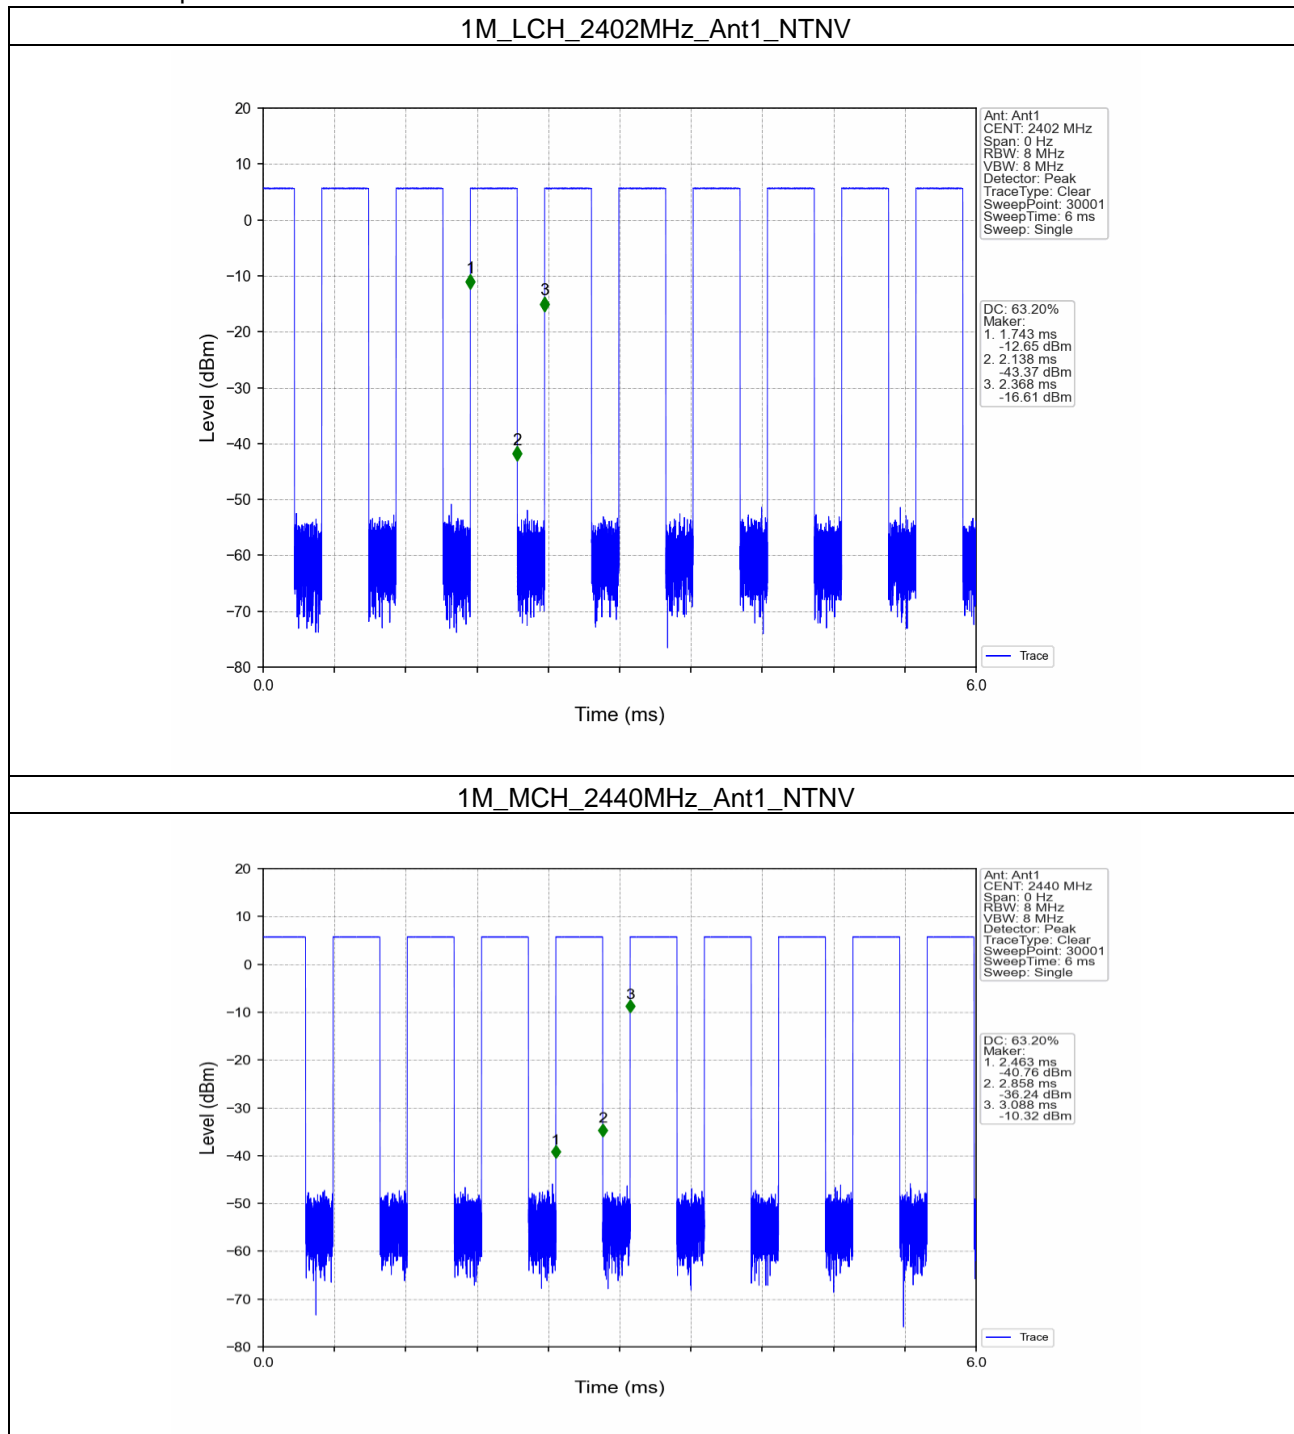 1M_LCH_2402MHz_Ant1_NTNV
20
10
0
−10
−20
−30
−40
−50
−60
−70
−80
Level (dBm)
1
2
3
0.0
6.0
Time (ms)
Ant: Ant1
CENT: 2402 MHz
Span: 0 Hz
RBW: 8 MHz
VBW: 8 MHz
Detector: Peak
TraceType: Clear
SweepPoint: 30001
SweepTime: 6 ms
Sweep: Single
DC: 63.20%
Maker:
1. 1.743 ms
-12.65 dBm
2. 2.138 ms
-43.37 dBm
3. 2.368 ms
-16.61 dBm
Trace
1M_MCH_2440MHz_Ant1_NTNV
20
10
0
−10
−20
−30
−40
−50
−60
−70
−80
Level (dBm)
1
2
3
0.0
6.0
Time (ms)
Ant: Ant1
CENT: 2440 MHz
Span: 0 Hz
RBW: 8 MHz
VBW: 8 MHz
Detector: Peak
TraceType: Clear
SweepPoint: 30001
SweepTime: 6 ms
Sweep: Single
DC: 63.20%
Maker:
1. 2.463 ms
-40.76 dBm
2. 2.858 ms
-36.24 dBm
3. 3.088 ms
-10.32 dBm
Trace